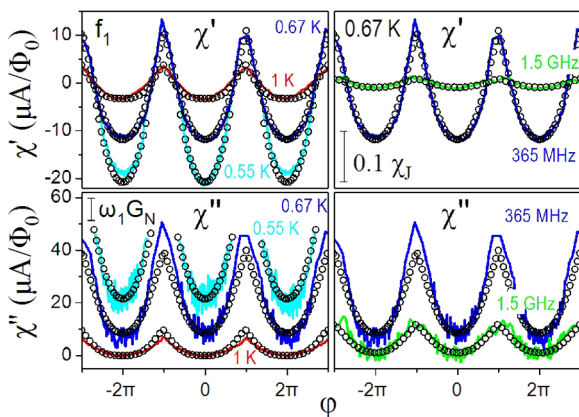 f₁ χ' 0.67 K 0.67 K χ'
10
0
-10
-20
χ' (μA/Φ₀)
1 K
0.55 K
1.5 GHz
365 MHz
0.1 χJ
60
40
20
0
χ'' (μA/Φ₀)
ω₁GN
χ''
0.67 K
0.55 K
1 K
χ''
365 MHz
1.5 GHz
-2π 0 2π -2π 0 2π
φ